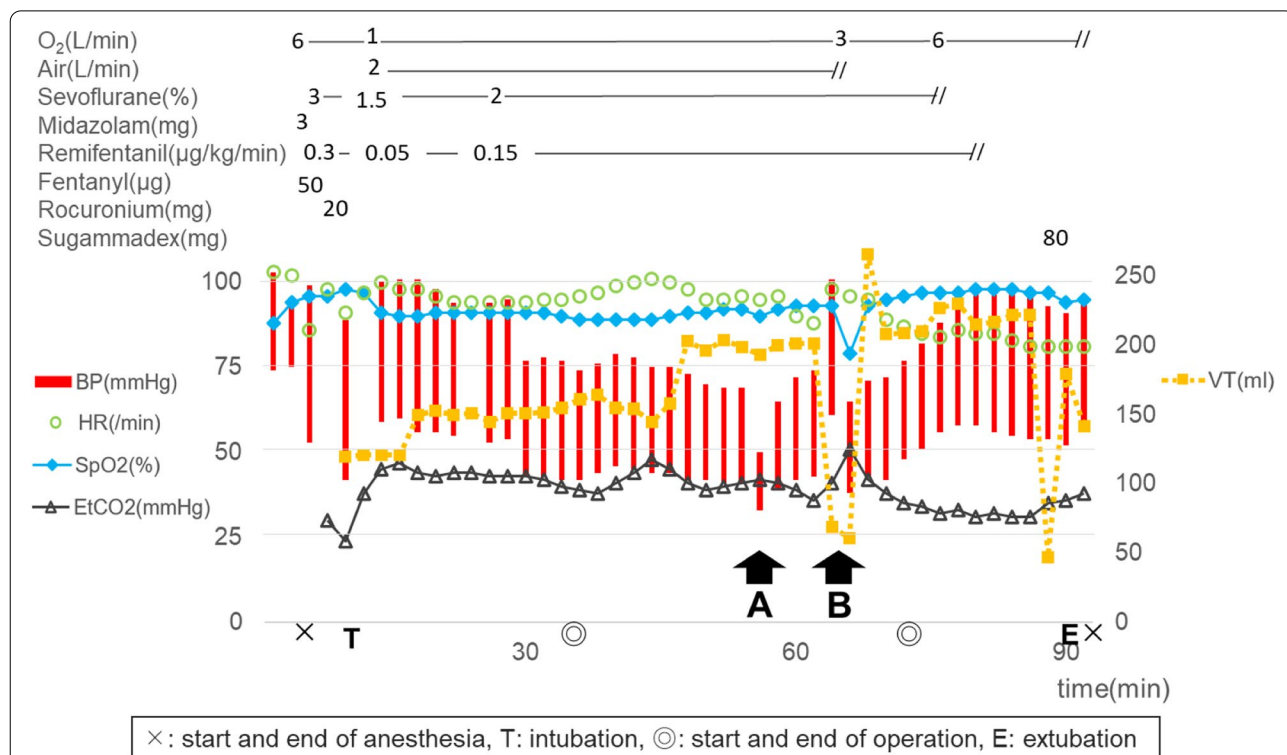 O₂(L/min) 6 1 3 6 //
Air(L/min) 2 //
Sevoflurane(%) 3 1.5 2 //
Midazolam(mg) 3
Remifentanil(μg/kg/min) 0.3 0.05 0.15 //
Fentanyl(μg) 50
Rocuronium(mg) 20
Sugammadex(mg) 80
100 250
200
75
BP(mmHg) VT(ml)
HR(/min) 150
50
SpO2(%) 100
EtCO2(mmHg)
25 50
A B
0 0
× T ◎ ◎ E ×
30 60 90
time(min)
×: start and end of anesthesia, T: intubation, ◎: start and end of operation, E: extubation